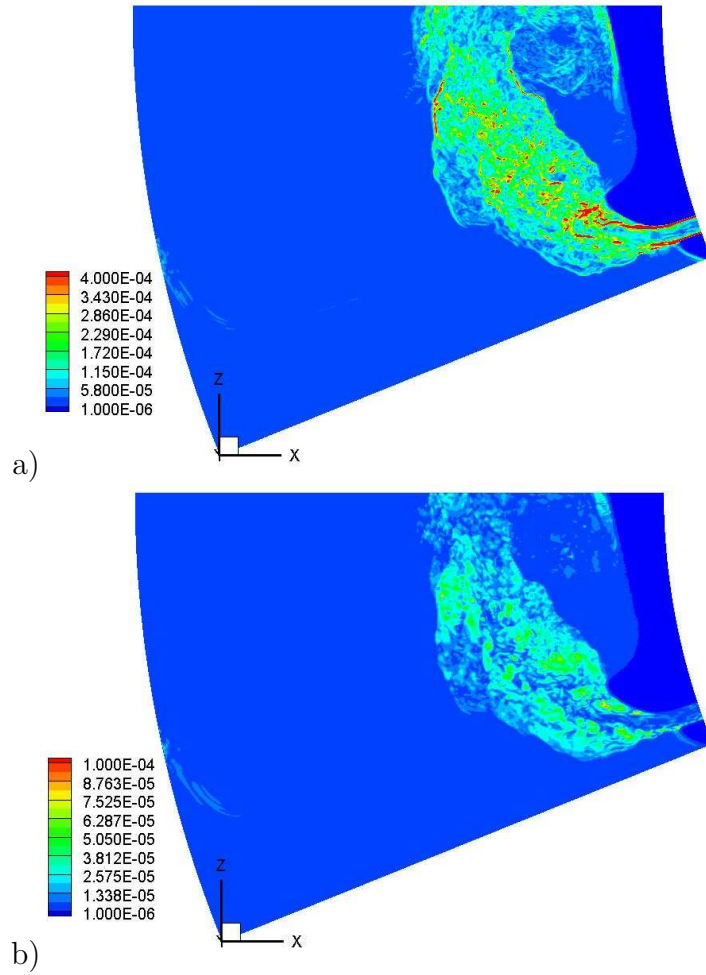 4.000E-04
3.430E-04
2.860E-04
2.290E-04
1.720E-04
1.150E-04
5.800E-05
1.000E-06
Z
Y
X
a)
1.000E-04
8.763E-05
7.525E-05
6.287E-05
5.050E-05
3.812E-05
2.575E-05
1.338E-05
1.000E-06
Z
Y
X
b)